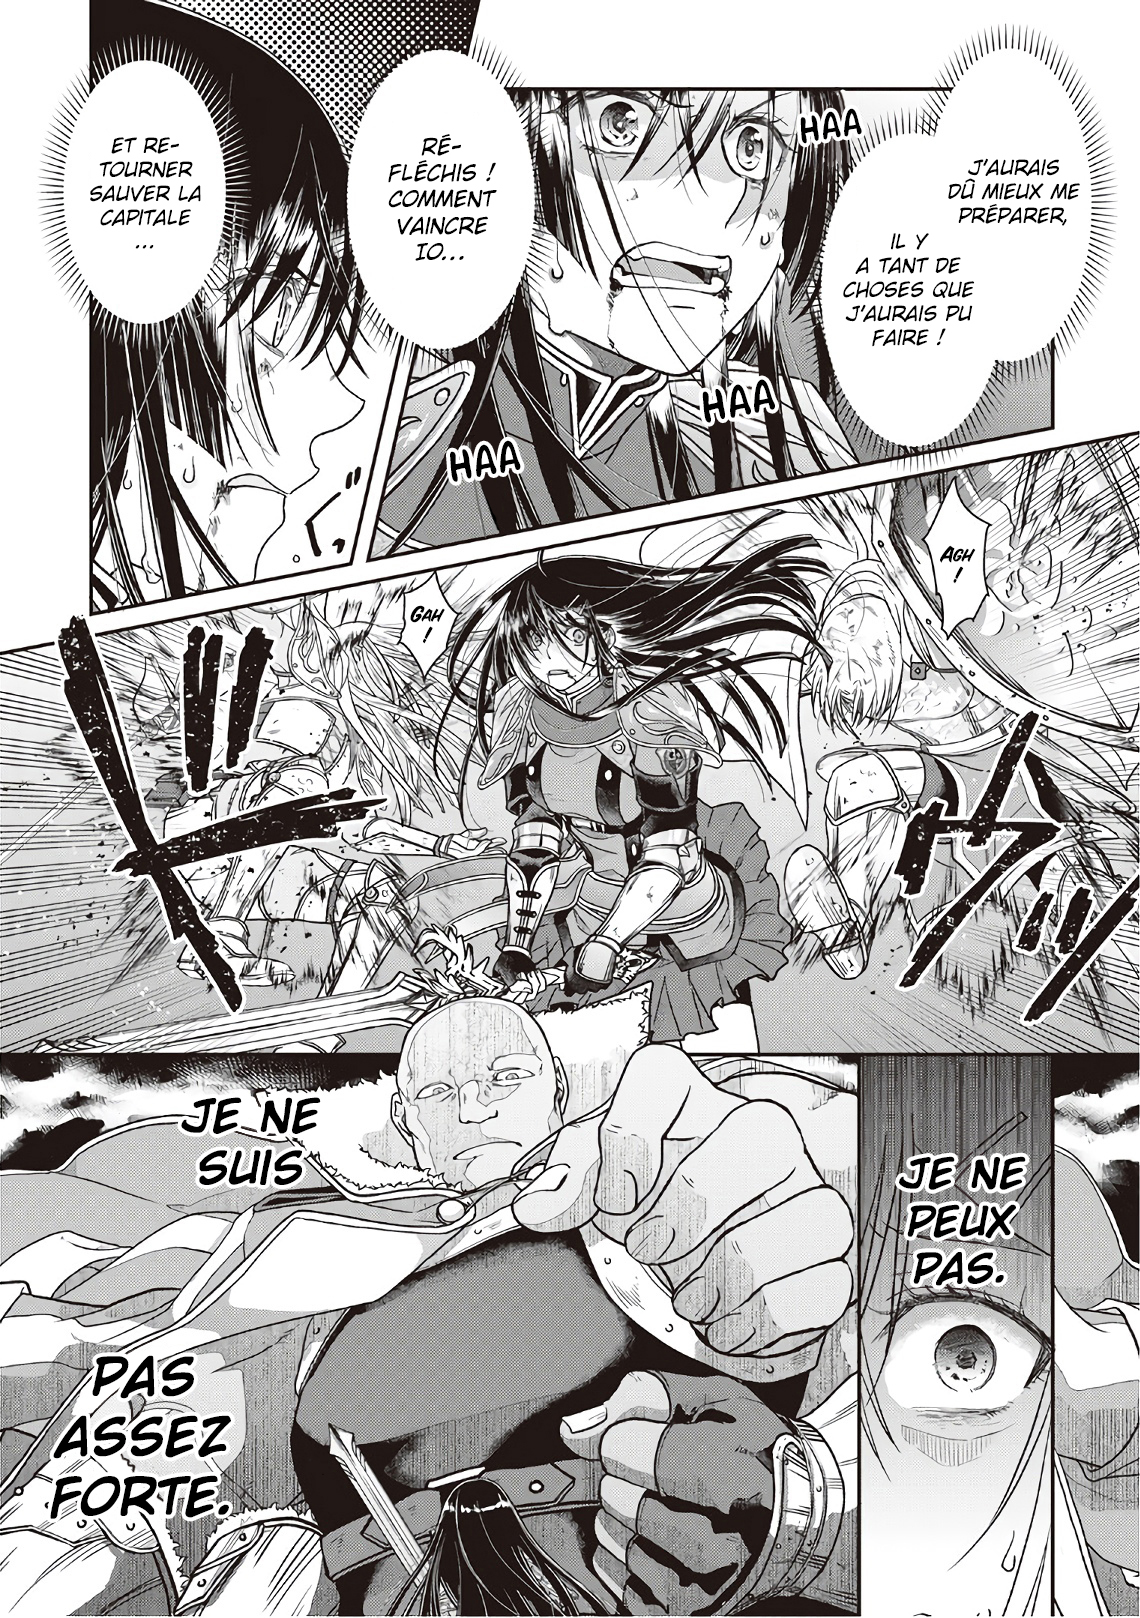 J'AURAIS
DÛ MIEUX ME
PRÉPARER,
IL Y
A TANT DE
CHOSES QUE
J'AURAIS PU
FAIRE !
HAA
HAA
HAA
RÉ-
FLÉCHIS !
COMMENT
VAINCRE
IO...
ET RE-
TOURNER
SAUVER LA
CAPITALE
...
AGH
!
GAH
!
JE NE
PEUX
PAS.
JE NE
SUIS
PAS
ASSEZ
FORTE.